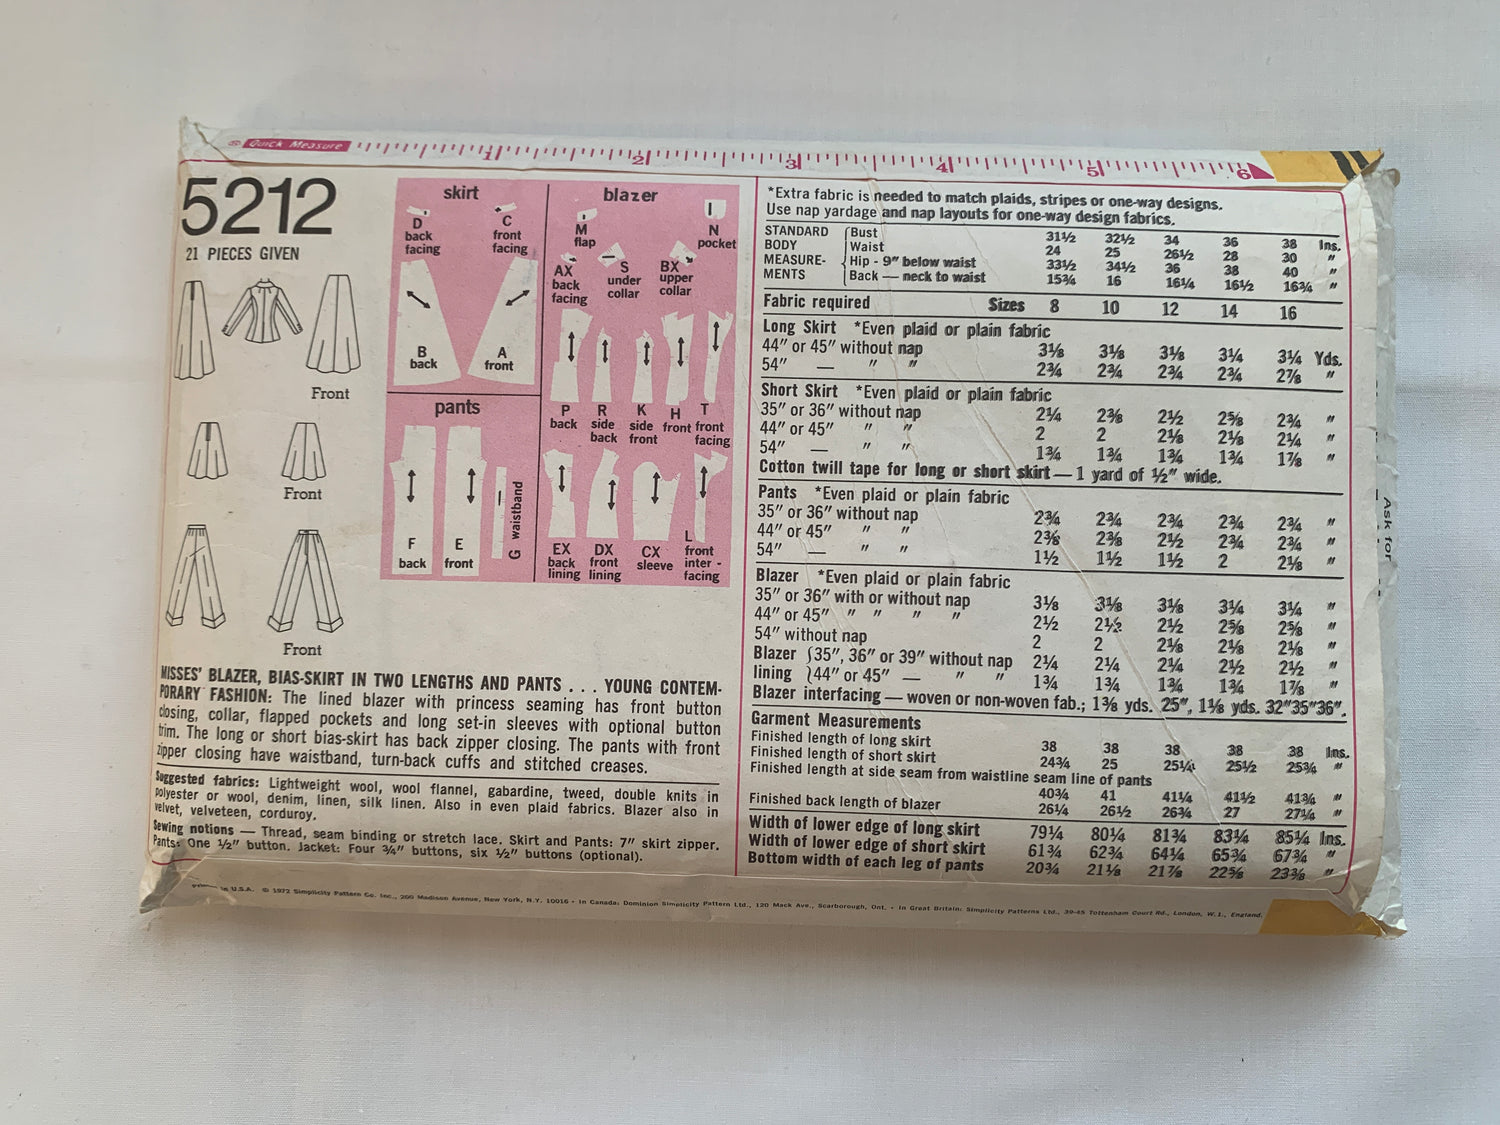 Quick Measure
1 2 3 4 5 6
5212
21 PIECES GIVEN
Front
Front
Front
skirt
D
back
facing
C
front
facing
B
back
A
front
pants
F
back
E
front
G waistband
blazer
M
flap
N
pocket
AX
back
facing
S
under
collar
BX
upper
collar
P
back
R
side
back
K
side
front
H
front
T
front
facing
EX
back
lining
DX
front
lining
CX
sleeve
L
front
inter-
facing
MISSES' BLAZER, BIAS-SKIRT IN TWO LENGTHS AND PANTS . . . YOUNG CONTEM-
PORARY FASHION: The lined blazer with princess seaming has front button
closing, collar, flapped pockets and long set-in sleeves with optional button
trim. The long or short bias-skirt has back zipper closing. The pants with front
zipper closing have waistband, turn-back cuffs and stitched creases.
Suggested fabrics: Lightweight wool, wool flannel, gabardine, tweed, double knits in
polyester or wool, denim, linen, silk linen. Also in even plaid fabrics. Blazer also in
velvet, velveteen, corduroy.
Sewing notions — Thread, seam binding or stretch lace. Skirt and Pants: 7" skirt zipper.
Pants: One ½" button. Jacket: Four ¾" buttons, six ½" buttons (optional).
*Extra fabric is needed to match plaids, stripes or one-way designs.
Use nap yardage and nap layouts for one-way design fabrics.
STANDARD Bust 31½ 32½ 34 36 38 Ins.
BODY Waist 24 25 26½ 28 30 "
MEASURE- Hip - 9" below waist 33½ 34½ 36 38 40 "
MENTS Back — neck to waist 15¾ 16 16¼ 16½ 16¾ "
Fabric required Sizes 8 10 12 14 16
Long Skirt *Even plaid or plain fabric
44" or 45" without nap 3⅛ 3⅛ 3⅛ 3¼ 3¼ Yds.
54" — " " 2¾ 2¾ 2¾ 2¾ 2⅞ "
Short Skirt *Even plaid or plain fabric
35" or 36" without nap 2¼ 2⅜ 2½ 2⅝ 2¾ "
44" or 45" " " 2 2 2⅛ 2⅛ 2¼ "
54" — " " 1¾ 1¾ 1¾ 1¾ 1⅞ "
Cotton twill tape for long or short skirt — 1 yard of ½" wide.
Pants *Even plaid or plain fabric
35" or 36" without nap 2¾ 2¾ 2¾ 2¾ 2¾ "
44" or 45" " " 2⅜ 2⅜ 2½ 2¾ 2¾ "
54" — " " 1½ 1½ 1½ 2 2⅛ "
Blazer *Even plaid or plain fabric
35" or 36" with or without nap 3⅛ 3⅛ 3⅛ 3¼ 3¼ "
44" or 45" " " " " 2½ 2½ 2½ 2⅝ 2⅝ "
54" without nap 2 2 2⅛ 2⅛ 2⅛ "
Blazer 35", 36" or 39" without nap 2¼ 2¼ 2¼ 2½ 2½ "
lining 44" or 45" — " " 1¾ 1¾ 1¾ 1¾ 1⅞ "
Blazer interfacing — woven or non-woven fab.; 1⅜ yds. 25", 1⅛ yds. 32"35"36".
Garment Measurements
Finished length of long skirt 38 38 38 38 38 Ins.
Finished length of short skirt 24¾ 25 25¼ 25½ 25¾ "
Finished length at side seam from waistline seam line of pants
40¾ 41 41¼ 41½ 41¾ "
Finished back length of blazer 26¼ 26½ 26¾ 27 27¼ "
Width of lower edge of long skirt 79¼ 80¼ 81¾ 83¼ 85¼ Ins.
Width of lower edge of short skirt 61¾ 62¾ 64¼ 65¾ 67¾ "
Bottom width of each leg of pants 20¾ 21⅛ 21⅞ 22⅝ 23⅜ "
Ask for
Printed in U.S.A. © 1972 Simplicity Pattern Co. Inc., 200 Madison Avenue, New York, N.Y. 10016 • In Canada: Dominion Simplicity Pattern Ltd., 120 Mack Ave., Scarborough, Ont. • In Great Britain: Simplicity Patterns Ltd., 39-45 Tottenham Court Rd., London, W.1., England.